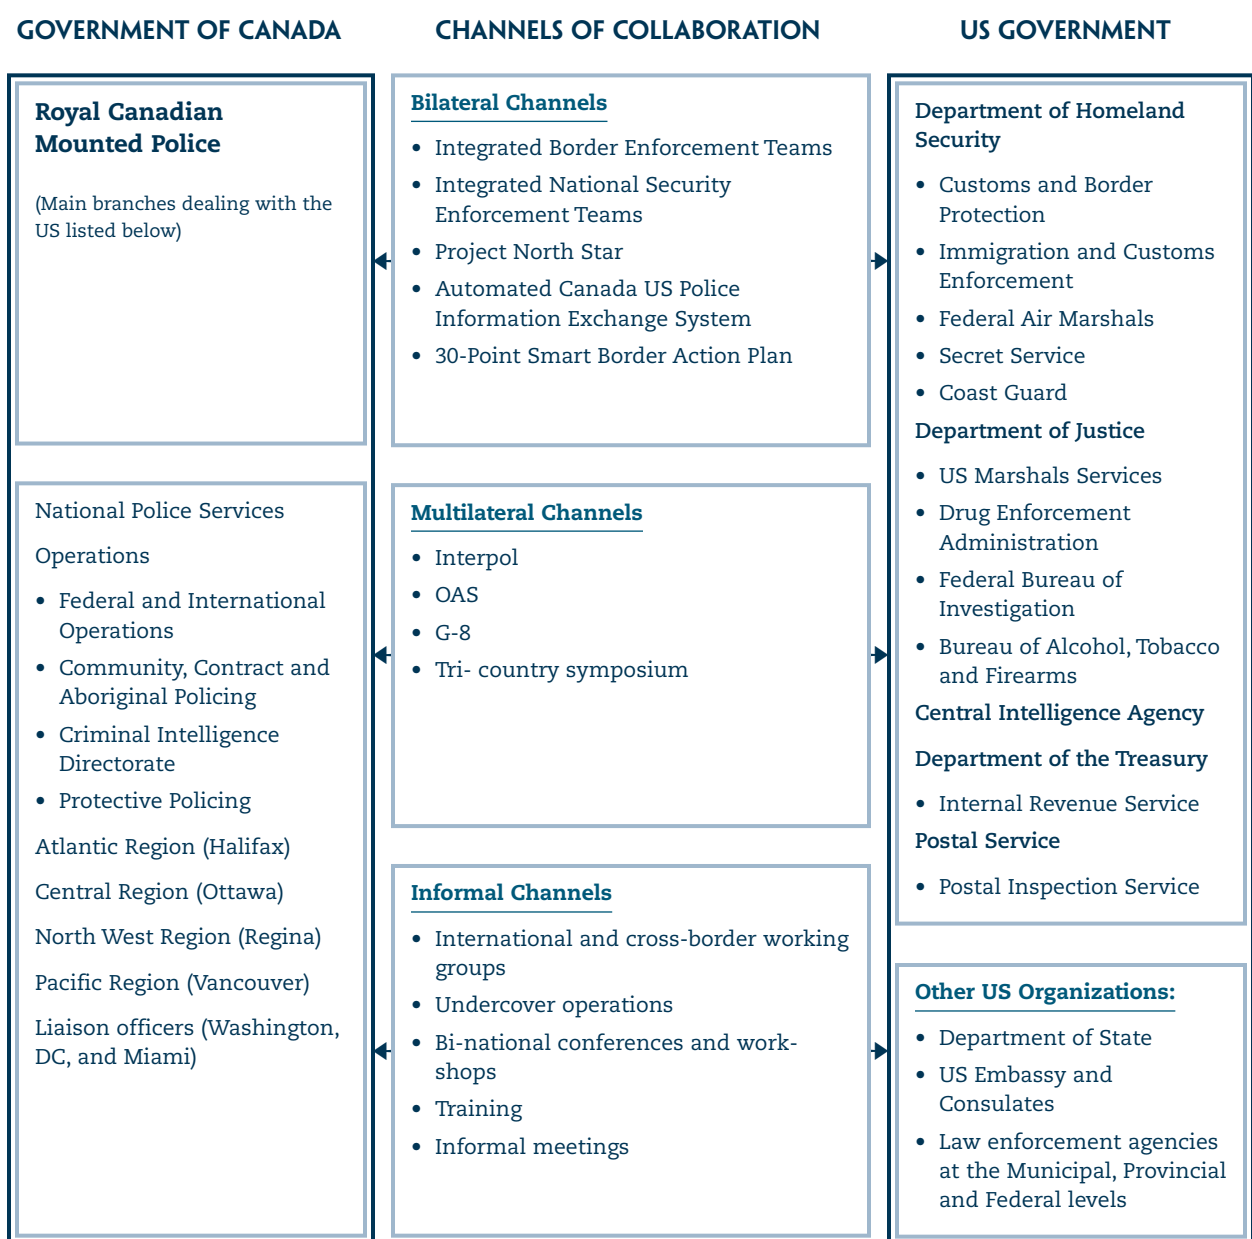 GOVERNMENT OF CANADA
CHANNELS OF COLLABORATION
US GOVERNMENT
Royal Canadian
Mounted Police
(Main branches dealing with the
US listed below)
National Police Services
Operations
• Federal and International
Operations
• Community, Contract and
Aboriginal Policing
• Criminal Intelligence
Directorate
• Protective Policing
Atlantic Region (Halifax)
Central Region (Ottawa)
North West Region (Regina)
Pacific Region (Vancouver)
Liaison officers (Washington,
DC, and Miami)
Bilateral Channels
• Integrated Border Enforcement Teams
• Integrated National Security
Enforcement Teams
• Project North Star
• Automated Canada US Police
Information Exchange System
• 30-Point Smart Border Action Plan
Multilateral Channels
• Interpol
• OAS
• G-8
• Tri- country symposium
Informal Channels
• International and cross-border working
groups
• Undercover operations
• Bi-national conferences and work-
shops
• Training
• Informal meetings
Department of Homeland
Security
• Customs and Border
Protection
• Immigration and Customs
Enforcement
• Federal Air Marshals
• Secret Service
• Coast Guard
Department of Justice
• US Marshals Services
• Drug Enforcement
Administration
• Federal Bureau of
Investigation
• Bureau of Alcohol, Tobacco
and Firearms
Central Intelligence Agency
Department of the Treasury
• Internal Revenue Service
Postal Service
• Postal Inspection Service
Other US Organizations:
• Department of State
• US Embassy and
Consulates
• Law enforcement agencies
at the Municipal, Provincial
and Federal levels